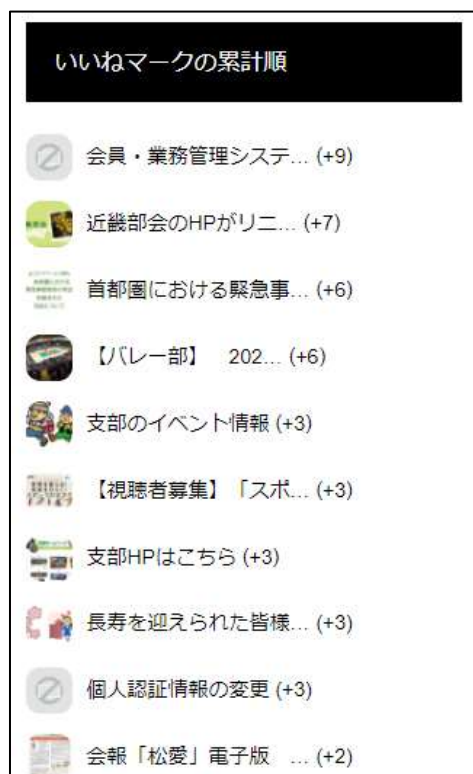 いいねマークの累計順
会員・業務管理システ... (+9)
近畿部会のHPがリニ... (+7)
首都圏における緊急事... (+6)
【バレー部】　202... (+6)
支部のイベント情報 (+3)
【視聴者募集】「スポ... (+3)
支部HPはこちら (+3)
長寿を迎えられた皆様... (+3)
個人認証情報の変更 (+3)
会報「松愛」電子版　... (+2)